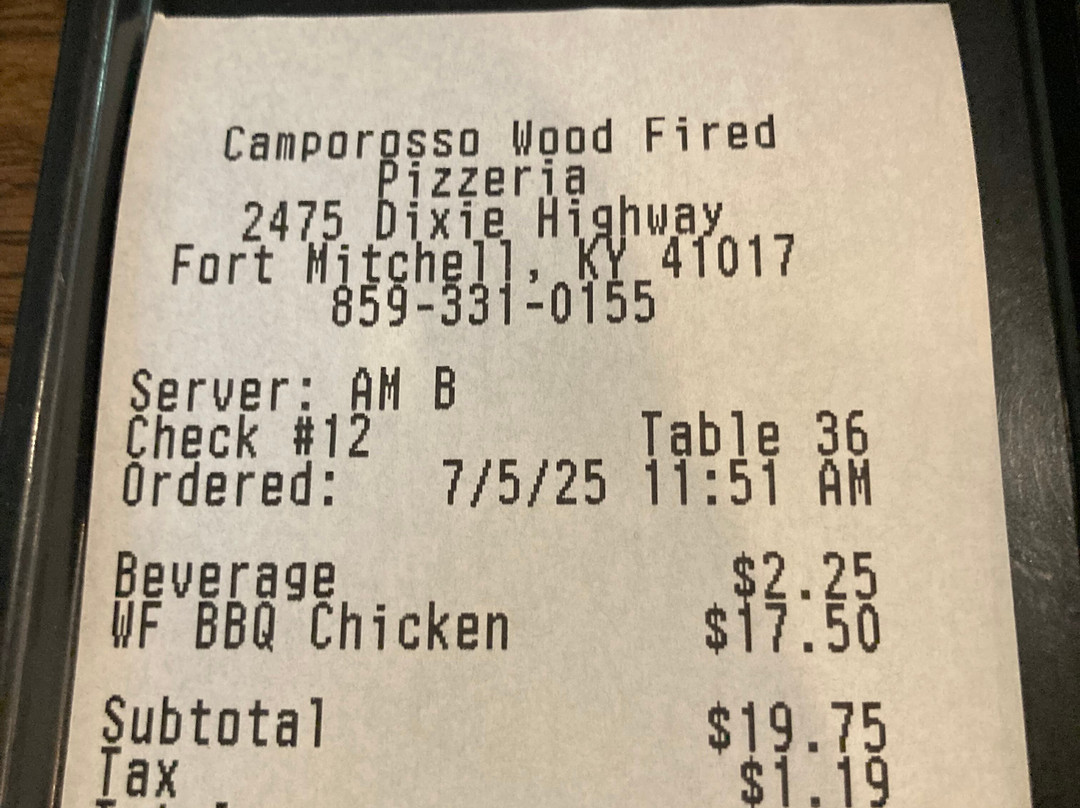 Camporosso Wood Fired
Pizzeria
2475 Dixie Highway
Fort Mitchell, KY 41017
859-331-0155
Server: AM B
Check #12 Table 36
Ordered: 7/5/25 11:51 AM
Beverage $2.25
WF BBQ Chicken $17.50
Subtotal $19.75
Tax $1.19